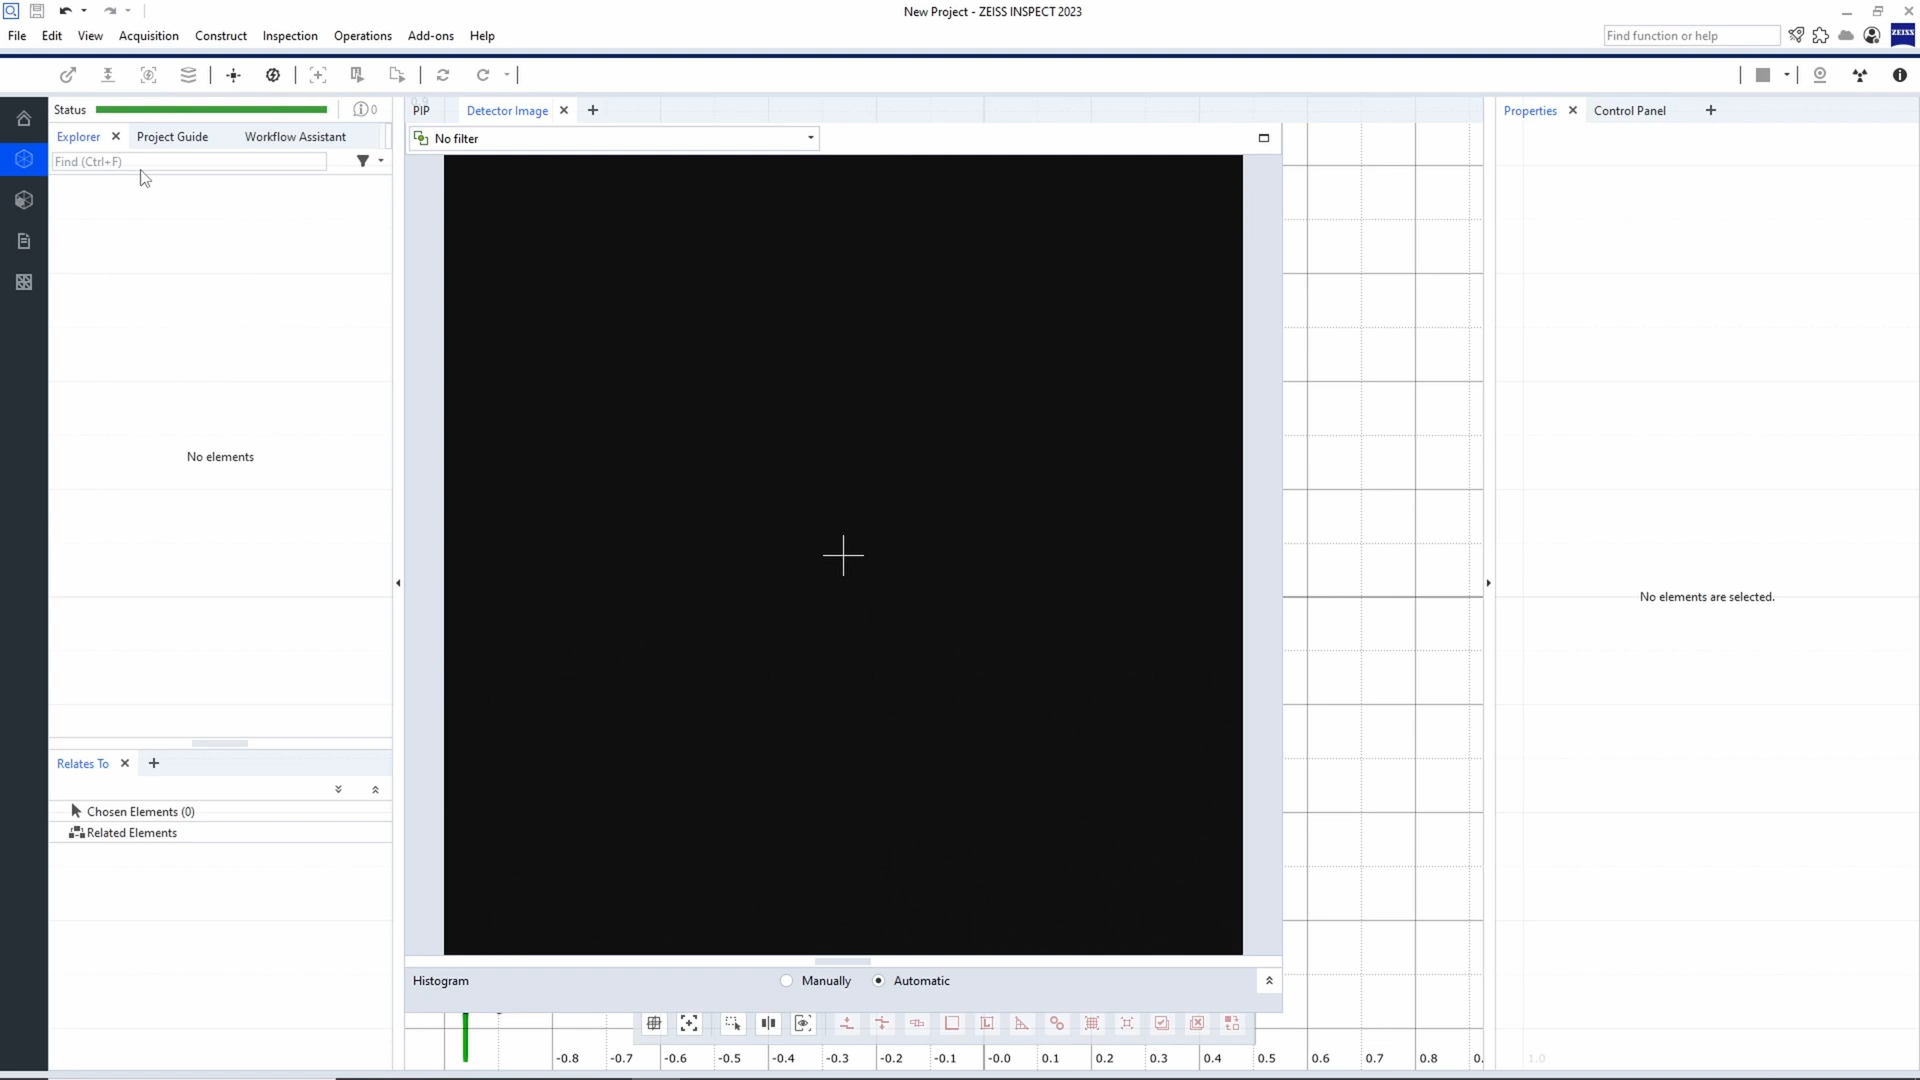 New Project - ZEISS INSPECT 2023
File Edit View Acquisition Construct Inspection Operations Add-ons Help
Find function or help
ZEISS
Status
0
PIP
Detector Image
Properties
Control Panel
Explorer
Project Guide
Workflow Assistant
No filter
Find (Ctrl+F)
No elements
No elements are selected.
Relates To
Chosen Elements (0)
Related Elements
Histogram
Manually
Automatic
-0.8 -0.7 -0.6 -0.5 -0.4 -0.3 -0.2 -0.1 -0.0 0.1 0.2 0.3 0.4 0.5 0.6 0.7 0.8 0. 1.0